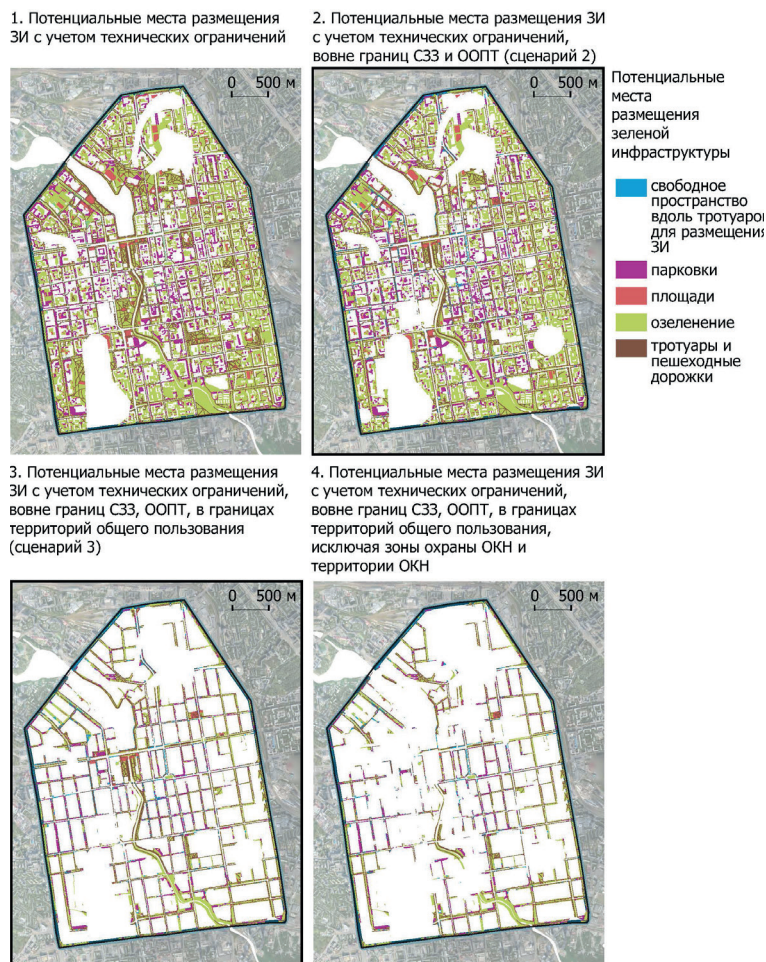 1. Потенциальные места размещения
ЗИ с учетом технических ограничений
2. Потенциальные места размещения ЗИ
с учетом технических ограничений,
вовне границ СЗЗ и ООПТ (сценарий 2)
0 500 м
0 500 м
Потенциальные
места
размещения
зеленой
инфраструктуры
свободное
пространство
вдоль тротуаров
для размещения
ЗИ
парковки
площади
озеленение
тротуары и
пешеходные
дорожки
3. Потенциальные места размещения
ЗИ с учетом технических ограничений,
вовне границ СЗЗ, ООПТ, в границах
территорий общего пользования
(сценарий 3)
4. Потенциальные места размещения ЗИ
с учетом технических ограничений,
вовне границ СЗЗ, ООПТ, в границах
территорий общего пользования,
исключая зоны охраны ОКН и
территории ОКН
0 500 м
0 500 м